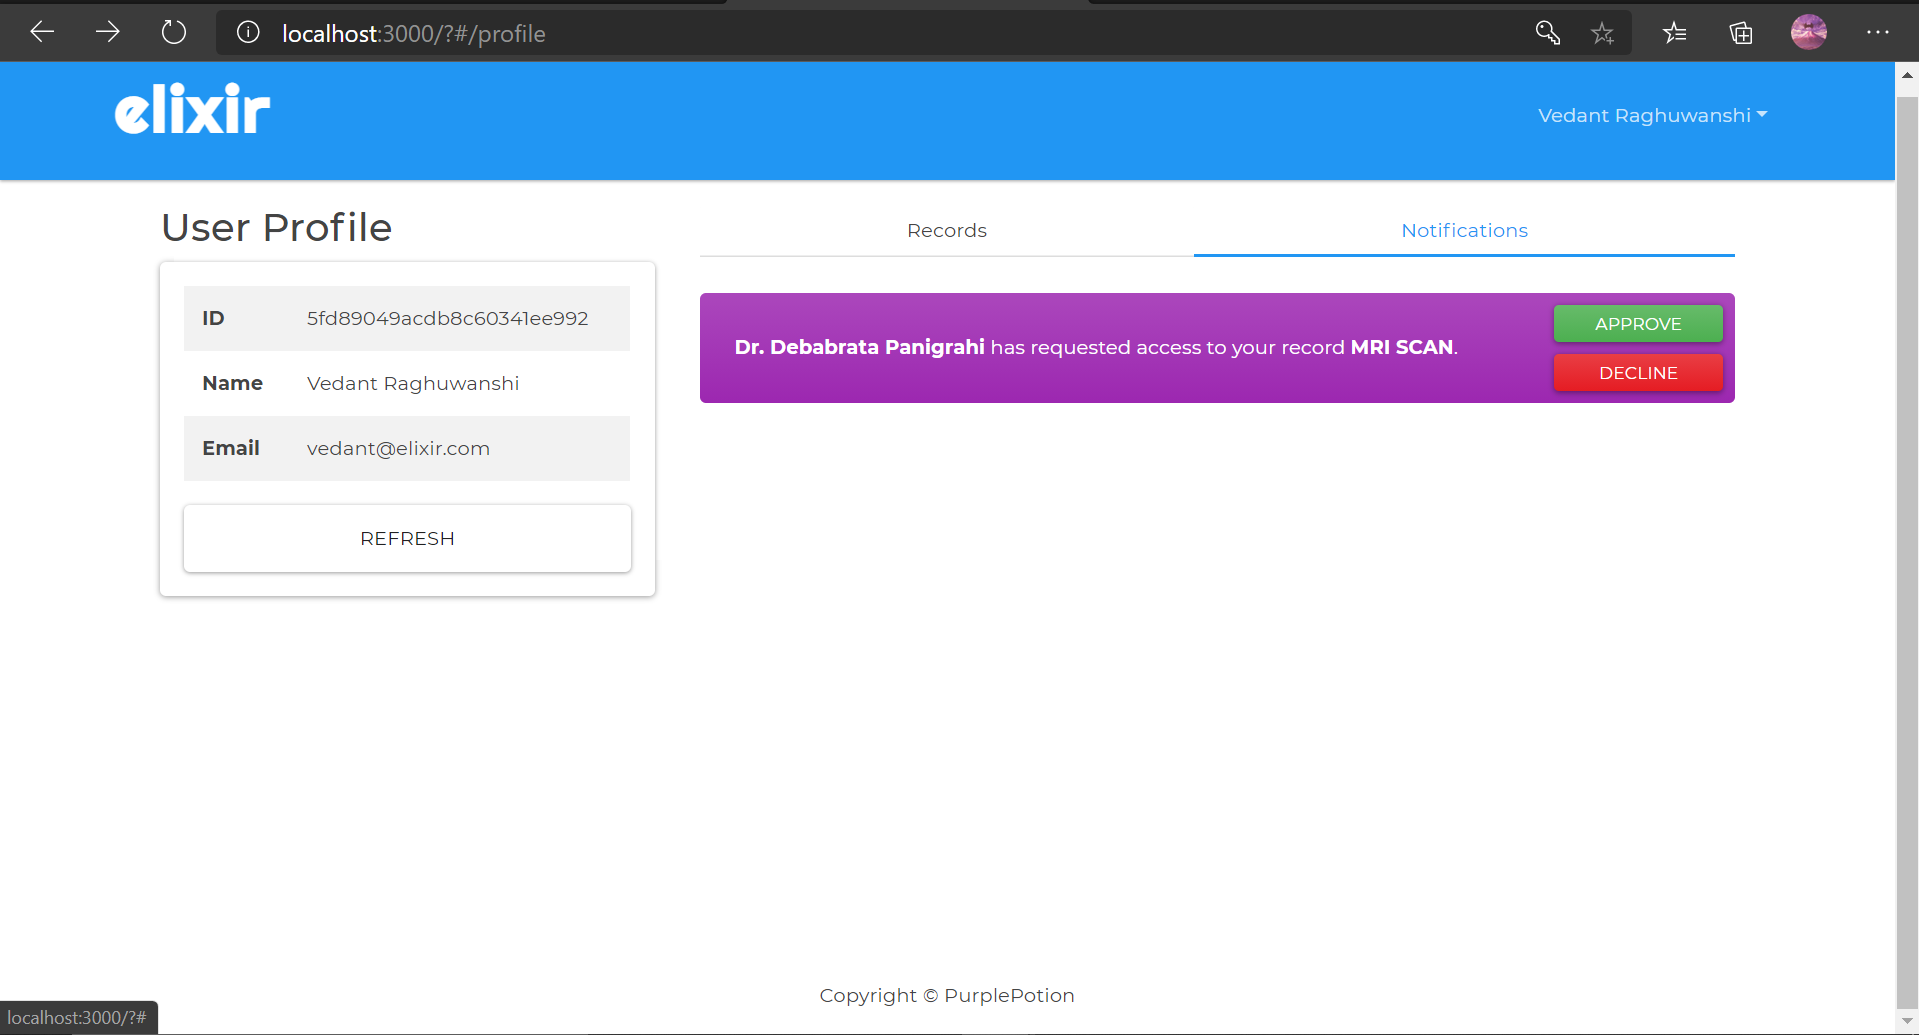 localhost:3000/?#/profile
elixir
Vedant Raghuwanshi
User Profile
ID 5fd89049acdb8c60341ee992
Name Vedant Raghuwanshi
Email vedant@elixir.com
REFRESH
Records Notifications
Dr. Debabrata Panigrahi has requested access to your record MRI SCAN.
APPROVE
DECLINE
Copyright © PurplePotion
localhost:3000/?#